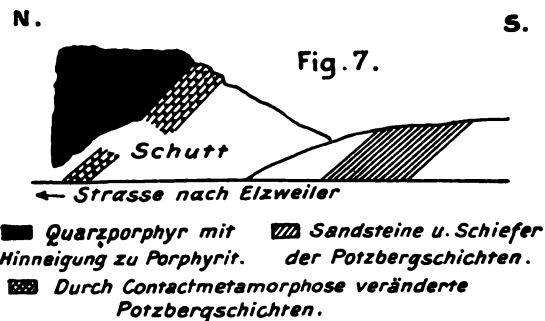 N. S.
Fig. 7.
Schutt
← Strasse nach Elzweiler
Quarzporphyr mit Hinneigung zu Porphyrit.
Sandsteine u. Schiefer der Potzbergschichten.
Durch Contactmetamorphose veränderte
Potzbergschichten.